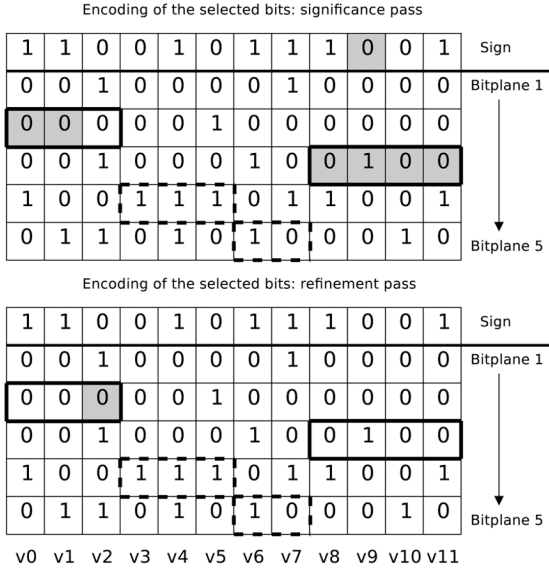 Encoding of the selected bits: significance pass
1 1 0 0 1 0 1 1 1 0 0 1 Sign
0 0 1 0 0 0 0 1 0 0 0 0 Bitplane 1
0 0 0 0 0 1 0 0 0 0 0 0
0 0 1 0 0 0 1 0 0 1 0 0
1 0 0 1 1 1 0 1 1 0 0 1
0 1 1 0 1 0 1 0 0 0 1 0 Bitplane 5
Encoding of the selected bits: refinement pass
1 1 0 0 1 0 1 1 1 0 0 1 Sign
0 0 1 0 0 0 0 1 0 0 0 0 Bitplane 1
0 0 0 0 0 1 0 0 0 0 0 0
0 0 1 0 0 0 1 0 0 1 0 0
1 0 0 1 1 1 0 1 1 0 0 1
0 1 1 0 1 0 1 0 0 0 1 0 Bitplane 5
v0 v1 v2 v3 v4 v5 v6 v7 v8 v9 v10 v11